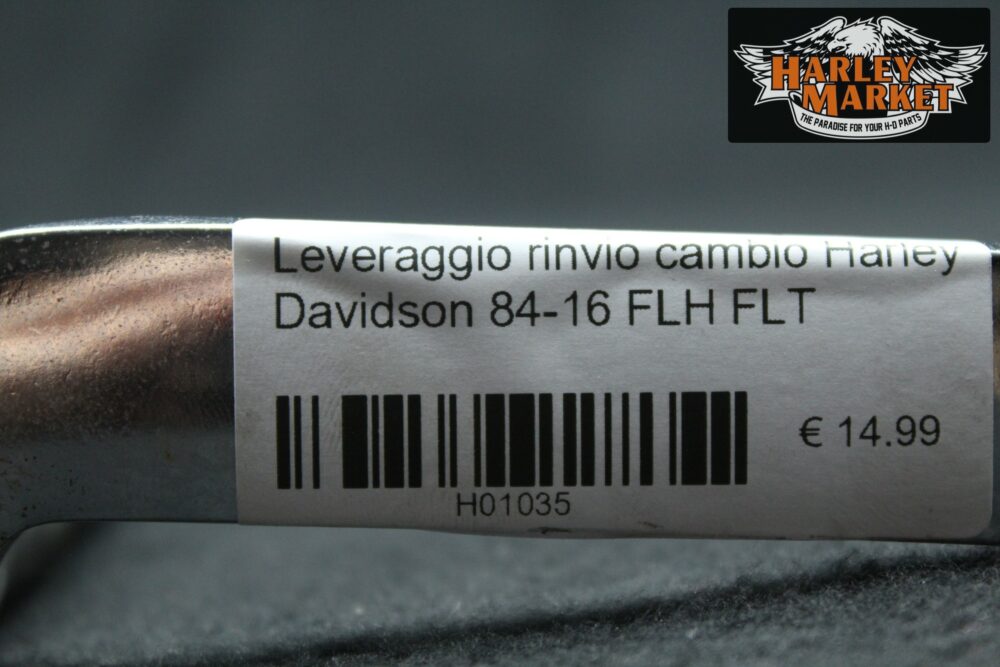 HARLEY
MARKET
THE PARADISE FOR YOUR H-D PARTS
Leveraggio rinvio cambio Harley
Davidson 84-16 FLH FLT
€ 14.99
H01035